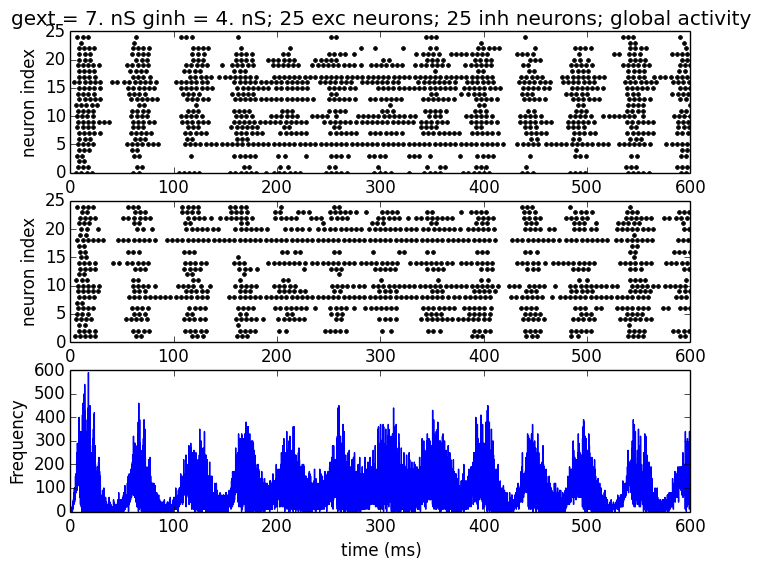 gext = 7. nS ginh = 4. nS; 25 exc neurons; 25 inh neurons; global activity
25
20
15
10
5
0
neuron index
0 100 200 300 400 500 600
25
20
15
10
5
0
neuron index
0 100 200 300 400 500 600
600
500
400
300
200
100
0
Frequency
0 100 200 300 400 500 600
time (ms)